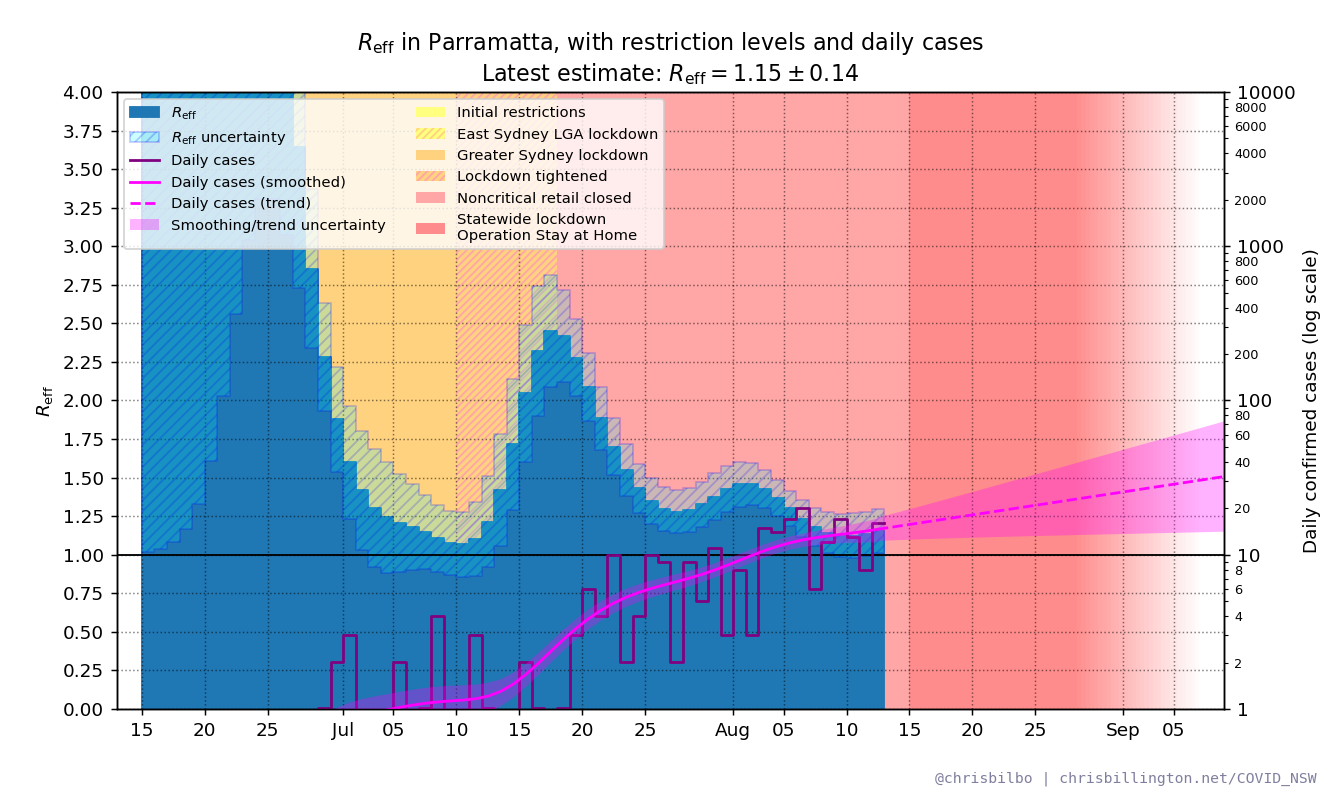 R_eff in Parramatta, with restriction levels and daily cases
Latest estimate: R_eff = 1.15 ± 0.14
R_eff
R_eff uncertainty
Daily cases
Daily cases (smoothed)
Daily cases (trend)
Smoothing/trend uncertainty
Initial restrictions
East Sydney LGA lockdown
Greater Sydney lockdown
Lockdown tightened
Noncritical retail closed
Statewide lockdown
Operation Stay at Home
4.00
3.75
3.50
3.25
3.00
2.75
2.50
2.25
2.00
1.75
1.50
1.25
1.00
0.75
0.50
0.25
0.00
R_eff
10000
8000
6000
4000
2000
1000
800
600
400
200
100
80
60
40
20
10
8
6
4
2
1
Daily confirmed cases (log scale)
15 20 25 Jul 05 10 15 20 25 Aug 05 10 15 20 25 Sep 05
@chrisbilbo | chrisbillington.net/COVID_NSW